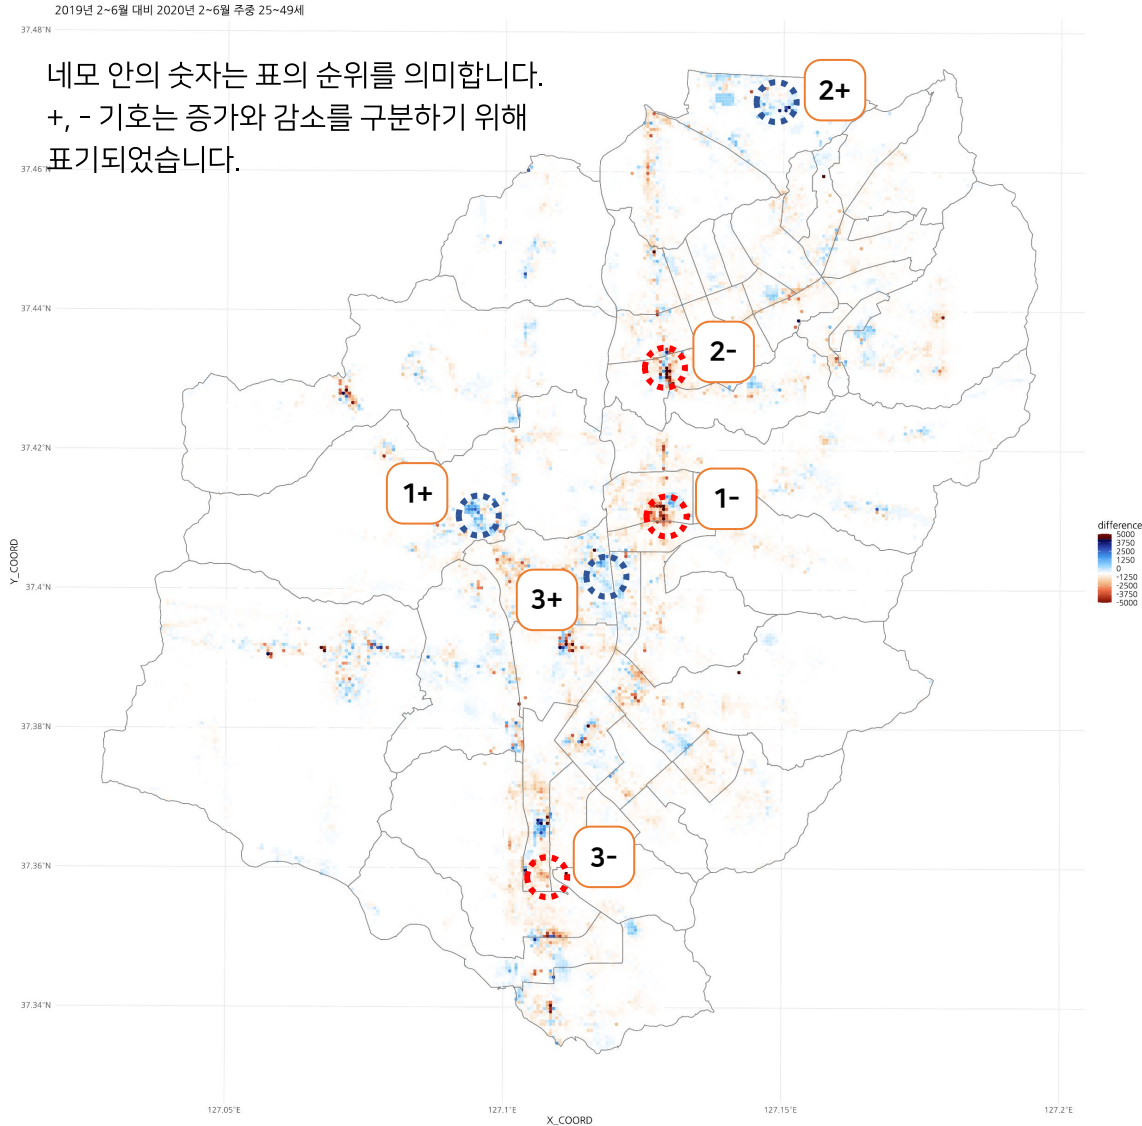 2019년 2~6월 대비 2020년 2~6월 주중 25~49세
37.48°N
네모 안의 숫자는 표의 순위를 의미합니다.
+, - 기호는 증가와 감소를 구분하기 위해
표기되었습니다.
2+
37.46°N
37.44°N
2-
37.42°N
1+
1-
difference
5000
3750
2500
1250
0
-1250
-2500
-3750
-5000
Y_COORD
37.4°N
3+
37.38°N
3-
37.36°N
37.34°N
127.05°E
127.1°E
127.15°E
127.2°E
X_COORD